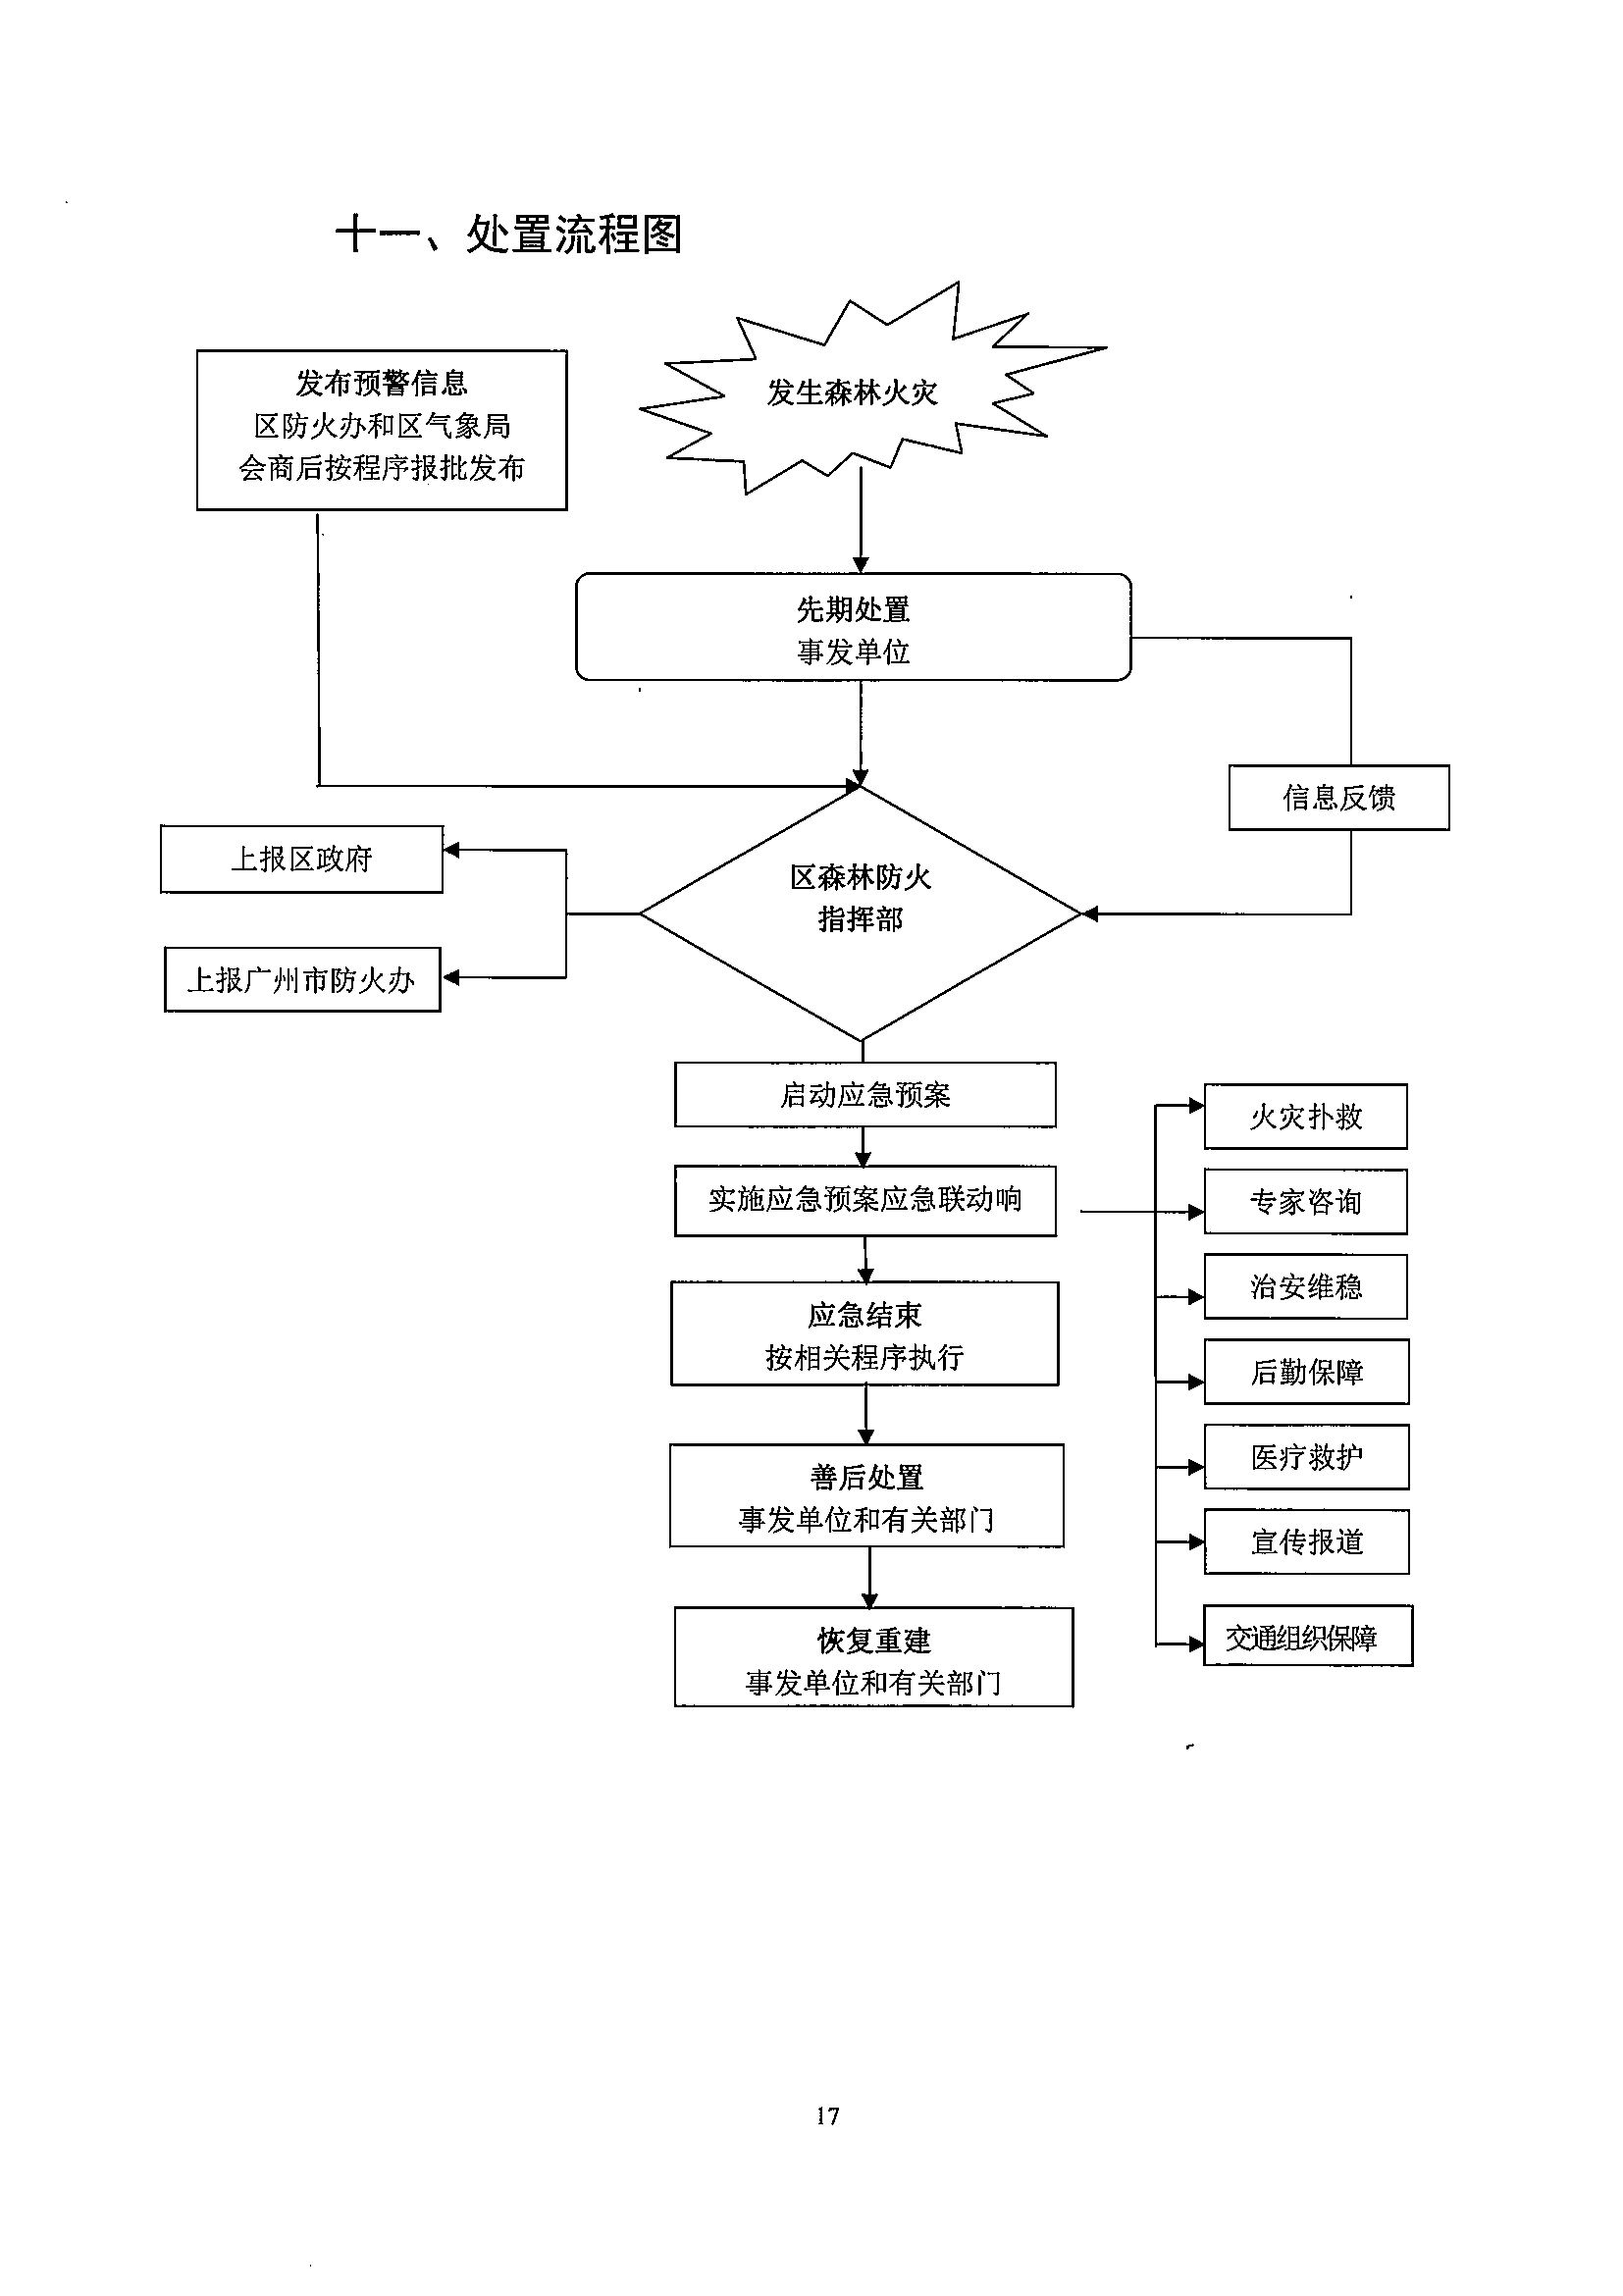 十一、处置流程图
发布预警信息
区防火办和区气象局
会商后按程序报批发布
发生森林火灾
先期处置
事发单位
信息反馈
上报区政府
区森林防火
指挥部
上报广州市防火办
启动应急预案
实施应急预案应急联动响
应急结束
按相关程序执行
善后处置
事发单位和有关部门
恢复重建
事发单位和有关部门
火灾扑救
专家咨询
治安维稳
后勤保障
医疗救护
宣传报道
交通组织保障
17